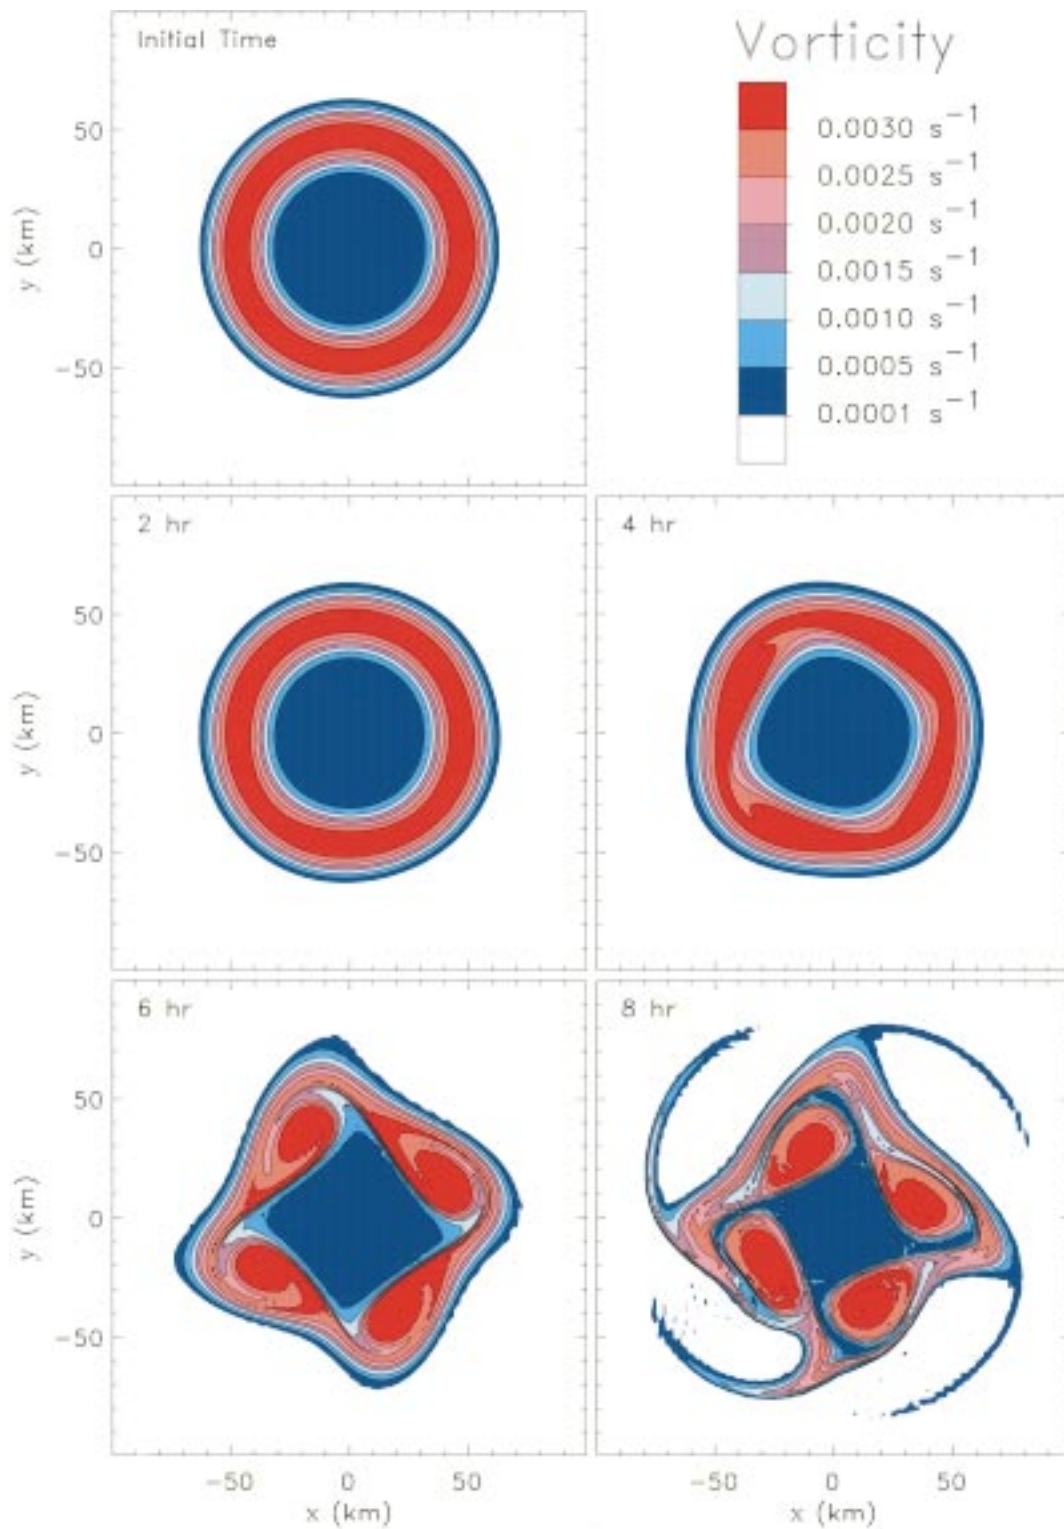 Initial Time
Vorticity
0.0030 s−1
0.0025 s−1
0.0020 s−1
0.0015 s−1
0.0010 s−1
0.0005 s−1
0.0001 s−1
50
0
−50
y (km)
2 hr
4 hr
50
0
−50
y (km)
6 hr
8 hr
50
0
−50
y (km)
−50 0 50
−50 0 50
x (km)
x (km)